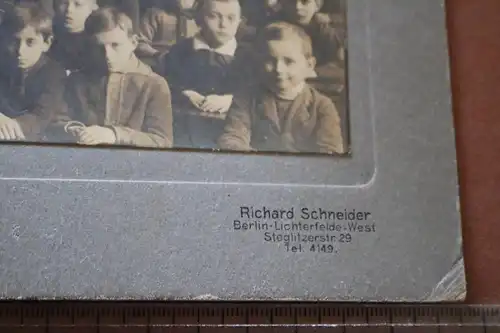 Richard Schneider
Berlin-Lichterfelde-West
Steglitzerstr. 29
Tel. 4149.